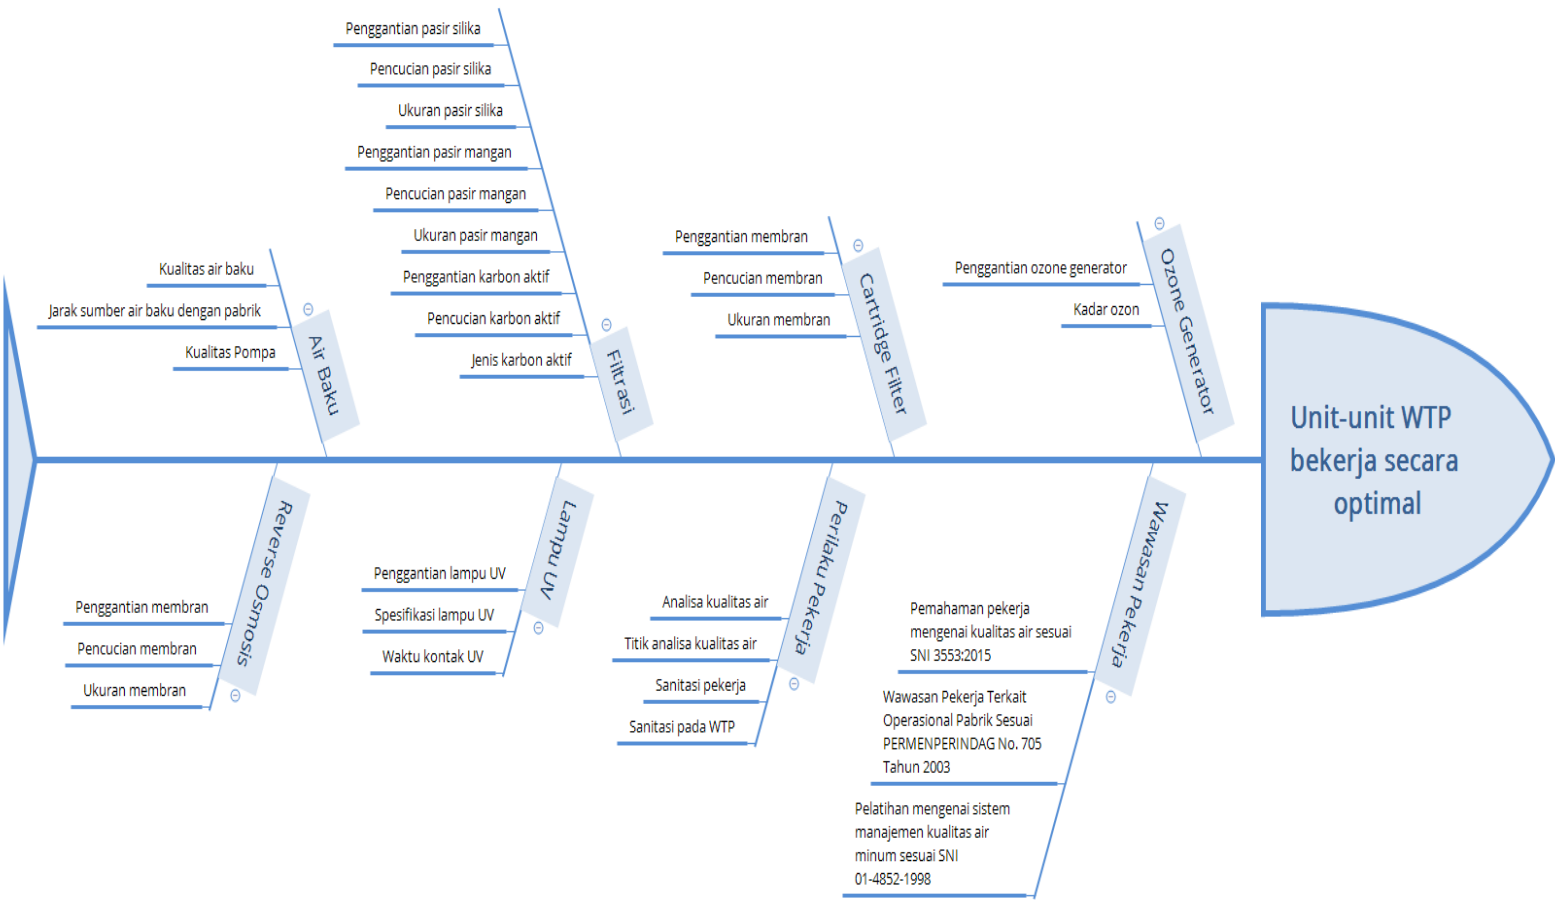 Penggantian pasir silika
Pencucian pasir silika
Ukuran pasir silika
Penggantian pasir mangan
Pencucian pasir mangan
Ukuran pasir mangan
Penggantian karbon aktif
Pencucian karbon aktif
Jenis karbon aktif
Filtrasi
Kualitas air baku
Jarak sumber air baku dengan pabrik
Kualitas Pompa
Air Baku
Penggantian membran
Pencucian membran
Ukuran membran
Cartridge Filter
Penggantian ozone generator
Kadar ozon
Ozone Generator
Unit-unit WTP
bekerja secara
optimal
Reverse Osmosis
Penggantian membran
Pencucian membran
Ukuran membran
Lampu UV
Penggantian lampu UV
Spesifikasi lampu UV
Waktu kontak UV
Perilaku Pekerja
Analisa kualitas air
Titik analisa kualitas air
Sanitasi pekerja
Sanitasi pada WTP
Wawasan Pekerja
Pemahaman pekerja
mengenai kualitas air sesuai
SNI 3553:2015
Wawasan Pekerja Terkait
Operasional Pabrik Sesuai
PERMENPERINDAG No. 705
Tahun 2003
Pelatihan mengenai sistem
manajemen kualitas air
minum sesuai SNI
01-4852-1998